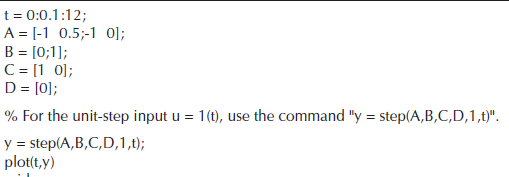 t = 0:0.1:12;
A = [-1 0.5;-1 0];
B = [0;1];
C = [1 0];
D = [0];
% For the unit-step input u = 1(t), use the command "y = step(A,B,C,D,1,t)".
y = step(A,B,C,D,1,t);
plot(t,y)